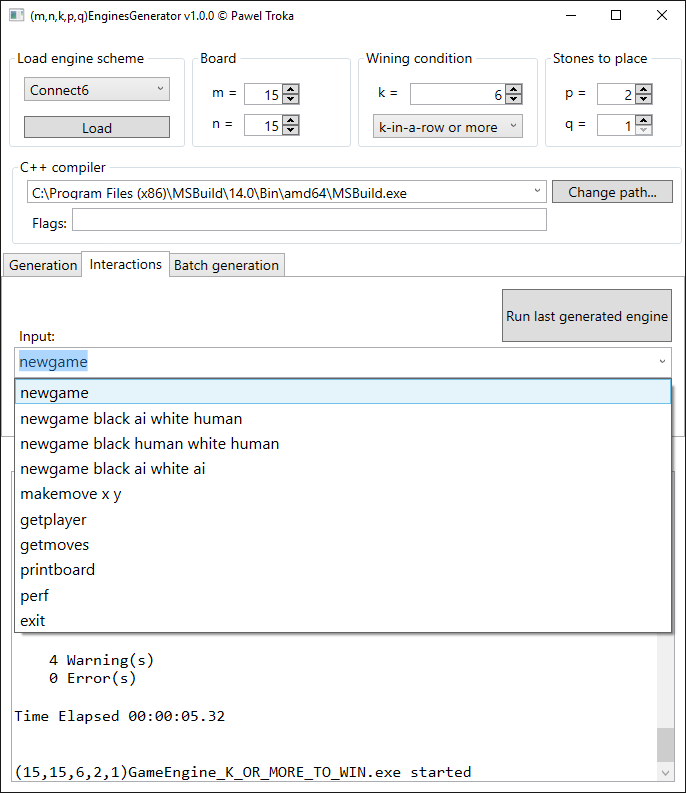 (m,n,k,p,q)EnginesGenerator v1.0.0 © Pawel Troka
Load engine scheme
Board
Wining condition
Stones to place
Connect6
m = 15
k = 6
p = 2
Load
n = 15
k-in-a-row or more
q = 1
C++ compiler
C:\Program Files (x86)\MSBuild\14.0\Bin\amd64\MSBuild.exe
Change path...
Flags:
Generation
Interactions
Batch generation
Run last generated engine
Input:
newgame
newgame
newgame black ai white human
newgame black human white human
newgame black ai white ai
makemove x y
getplayer
getmoves
printboard
perf
exit
4 Warning(s)
0 Error(s)
Time Elapsed 00:00:05.32
(15,15,6,2,1)GameEngine_K_OR_MORE_TO_WIN.exe started